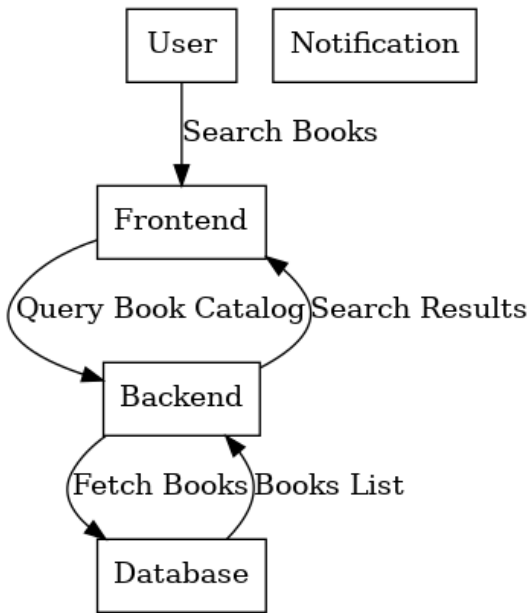 User
Notification
Search Books
Frontend
Query Book Catalog
Search Results
Backend
Fetch Books
Books List
Database